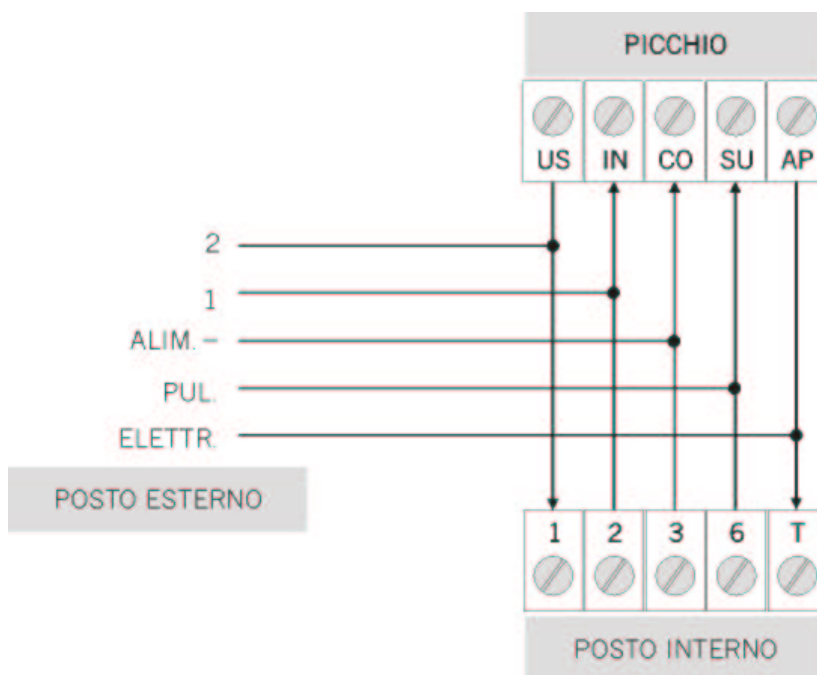 PICCHIO
US IN CO SU AP
2
1
ALIM. -
PUL.
ELETTR.
POSTO ESTERNO
1 2 3 6 T
POSTO INTERNO